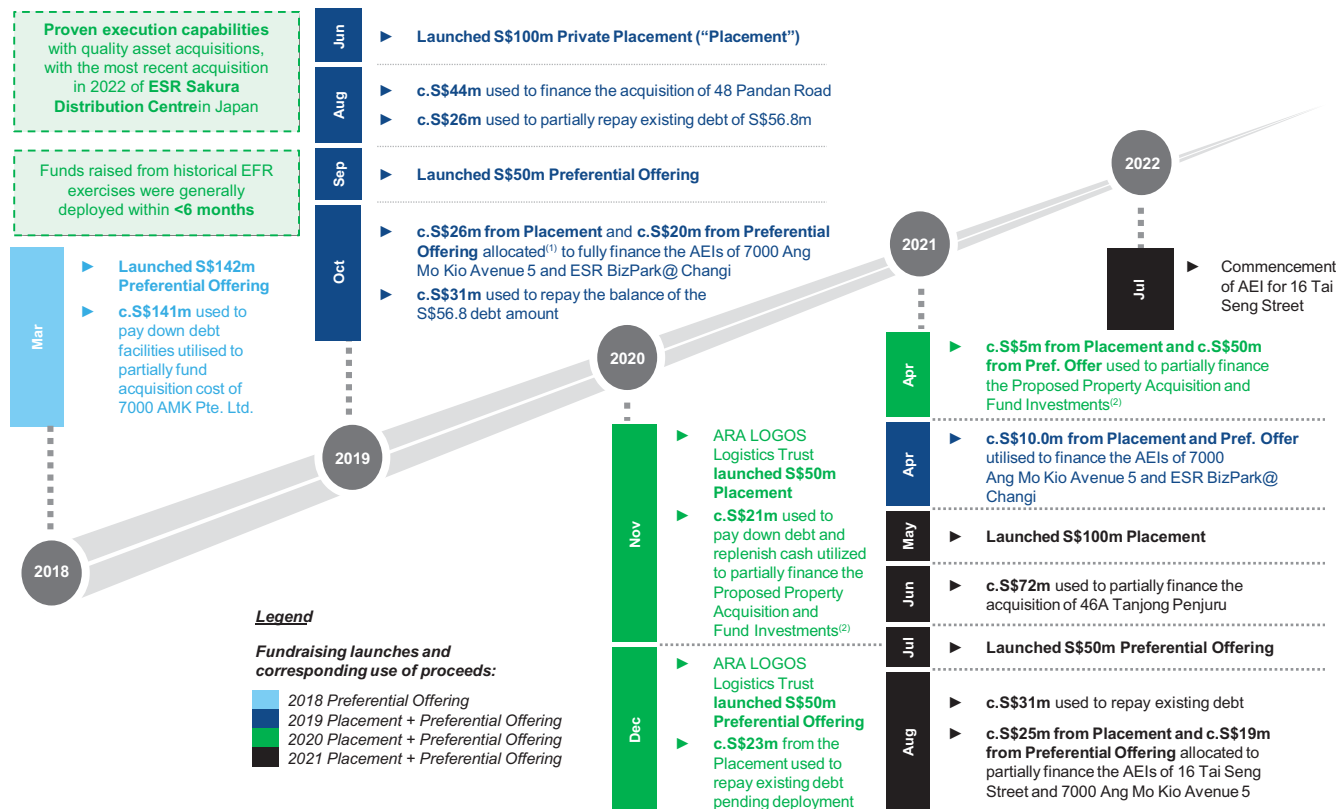 Proven execution capabilities
with quality asset acquisitions,
with the most recent acquisition
in 2022 of ESR Sakura
Distribution Centrein Japan
Funds raised from historical EFR
exercises were generally
deployed within <6 months
Mar
► Launched S$142m
Preferential Offering
► c.S$141m used to
pay down debt
facilities utilised to
partially fund
acquisition cost of
7000 AMK Pte. Ltd.
2018
Jun
► Launched S$100m Private Placement (“Placement”)
Aug
► c.S$44m used to finance the acquisition of 48 Pandan Road
► c.S$26m used to partially repay existing debt of S$56.8m
Sep
► Launched S$50m Preferential Offering
Oct
► c.S$26m from Placement and c.S$20m from Preferential
Offering allocated(1) to fully finance the AEIs of 7000 Ang
Mo Kio Avenue 5 and ESR BizPark@ Changi
► c.S$31m used to repay the balance of the
S$56.8 debt amount
2019
2020
Nov
► ARA LOGOS
Logistics Trust
launched S$50m
Placement
► c.S$21m used to
pay down debt and
replenish cash utilized
to partially finance the
Proposed Property
Acquisition and
Fund Investments(2)
Dec
► ARA LOGOS
Logistics Trust
launched S$50m
Preferential Offering
► c.S$23m from the
Placement used to
repay existing debt
pending deployment
2021
Apr
► c.S$5m from Placement and c.S$50m
from Pref. Offer used to partially finance
the Proposed Property Acquisition and
Fund Investments(2)
Apr
► c.S$10.0m from Placement and Pref. Offer
utilised to finance the AEIs of 7000
Ang Mo Kio Avenue 5 and ESR BizPark@
Changi
May
► Launched S$100m Placement
Jun
► c.S$72m used to partially finance the
acquisition of 46A Tanjong Penjuru
Jul
► Launched S$50m Preferential Offering
Aug
► c.S$31m used to repay existing debt
► c.S$25m from Placement and c.S$19m
from Preferential Offering allocated to
partially finance the AEIs of 16 Tai Seng
Street and 7000 Ang Mo Kio Avenue 5
2022
Jul
► Commencement
of AEI for 16 Tai
Seng Street
Legend
Fundraising launches and
corresponding use of proceeds:
2018 Preferential Offering
2019 Placement + Preferential Offering
2020 Placement + Preferential Offering
2021 Placement + Preferential Offering